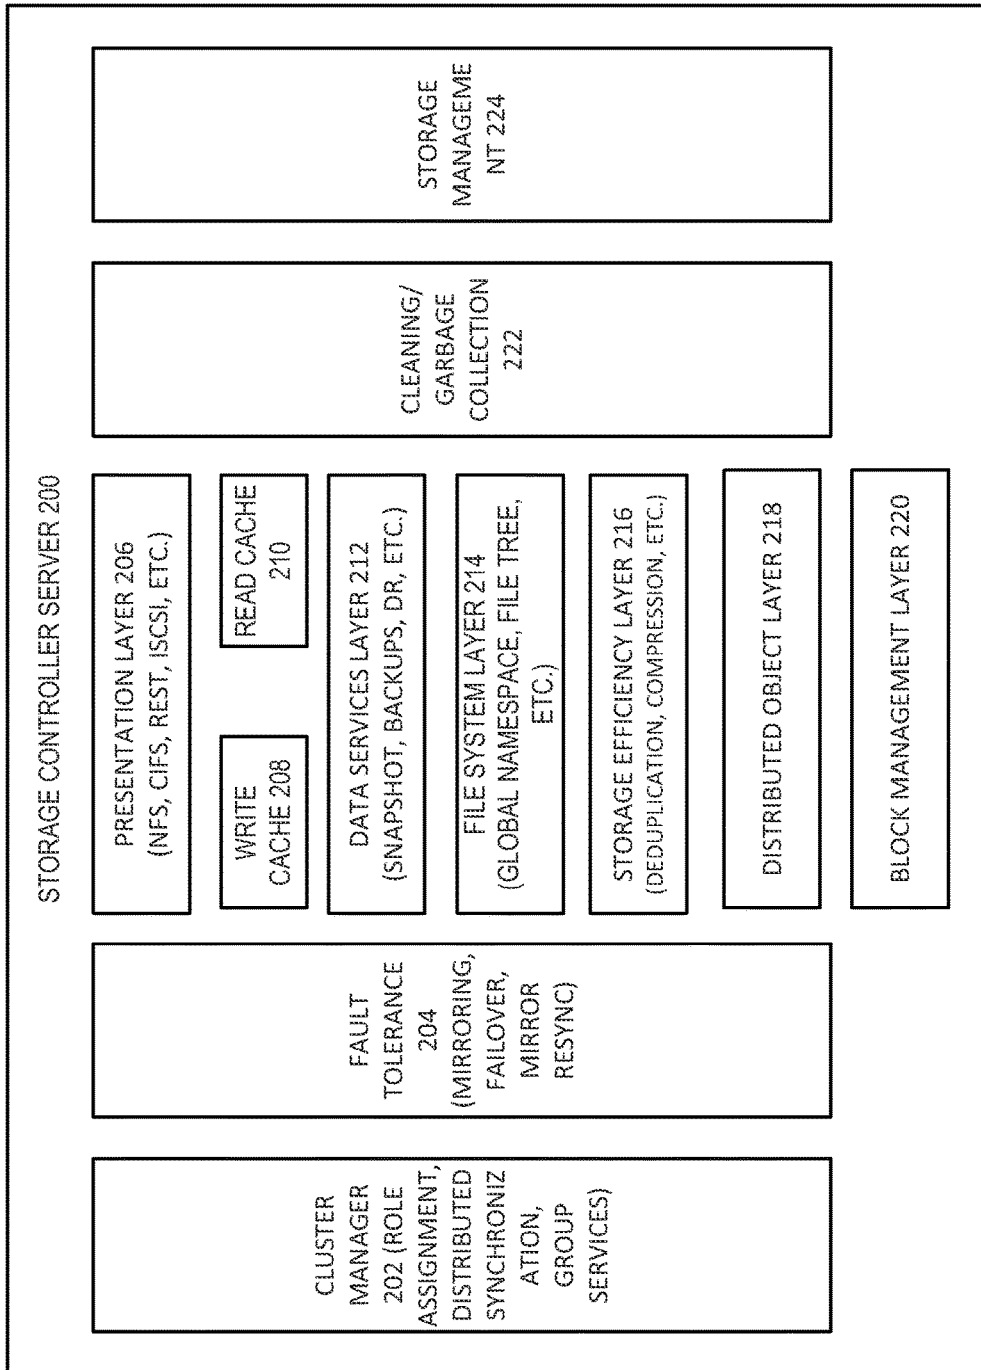 STORAGE CONTROLLER SERVER 200
CLUSTER
MANAGER
202 (ROLE
ASSIGNMENT,
DISTRIBUTED
SYNCHRONIZ
ATION,
GROUP
SERVICES)
FAULT
TOLERANCE
204
(MIRRORING,
FAILOVER,
MIRROR
RESYNC)
PRESENTATION LAYER 206
(NFS, CIFS, REST, ISCSI, ETC.)
WRITE
CACHE 208
READ CACHE
210
DATA SERVICES LAYER 212
(SNAPSHOT, BACKUPS, DR, ETC.)
FILE SYSTEM LAYER 214
(GLOBAL NAMESPACE, FILE TREE,
ETC.)
STORAGE EFFICIENCY LAYER 216
(DEDUPLICATION, COMPRESSION, ETC.)
DISTRIBUTED OBJECT LAYER 218
BLOCK MANAGEMENT LAYER 220
CLEANING/
GARBAGE
COLLECTION
222
STORAGE
MANAGEME
NT 224